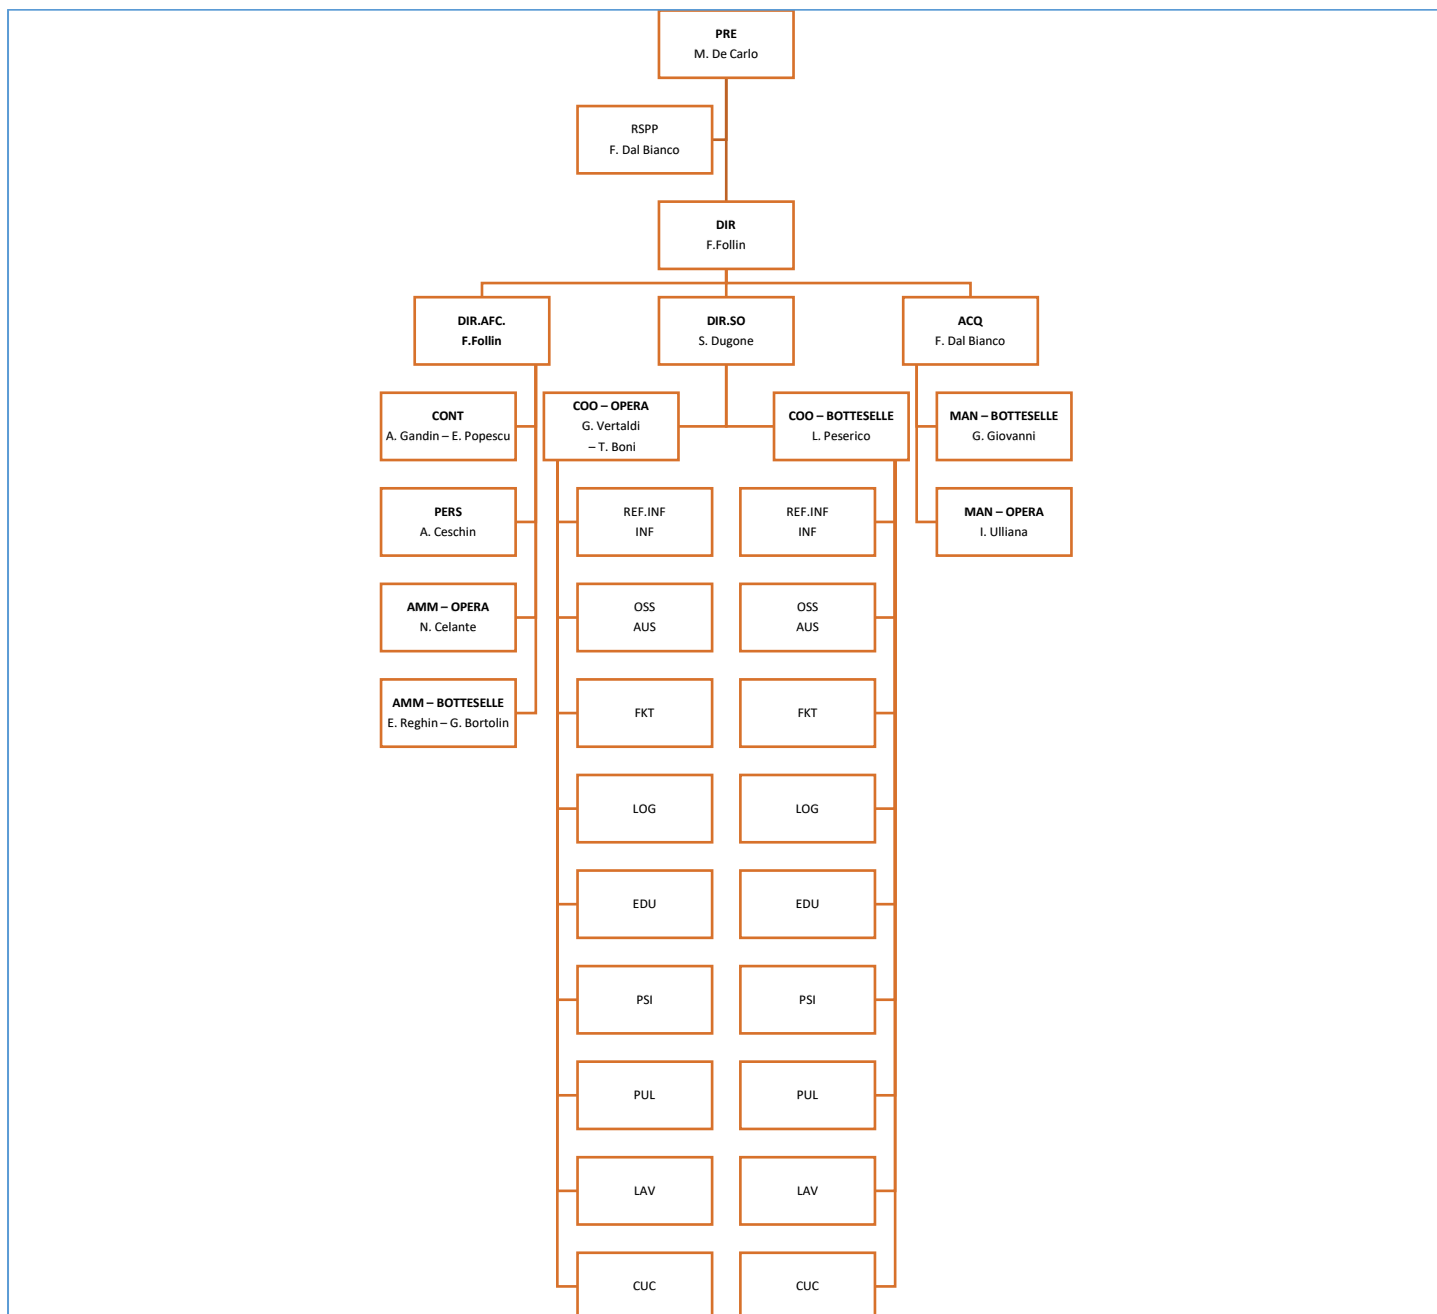 PRE
M. De Carlo
RSPP
F. Dal Bianco
DIR
F.Follin
DIR.AFC.
F.Follin
DIR.SO
S. Dugone
ACQ
F. Dal Bianco
CONT
A. Gandin – E. Popescu
COO – OPERA
G. Vertaldi
– T. Boni
COO – BOTTESELLE
L. Peserico
MAN – BOTTESELLE
G. Giovanni
PERS
A. Ceschin
REF.INF
INF
REF.INF
INF
MAN – OPERA
I. Ulliana
AMM – OPERA
N. Celante
OSS
AUS
OSS
AUS
AMM – BOTTESELLE
E. Reghin – G. Bortolin
FKT
FKT
LOG
LOG
EDU
EDU
PSI
PSI
PUL
PUL
LAV
LAV
CUC
CUC